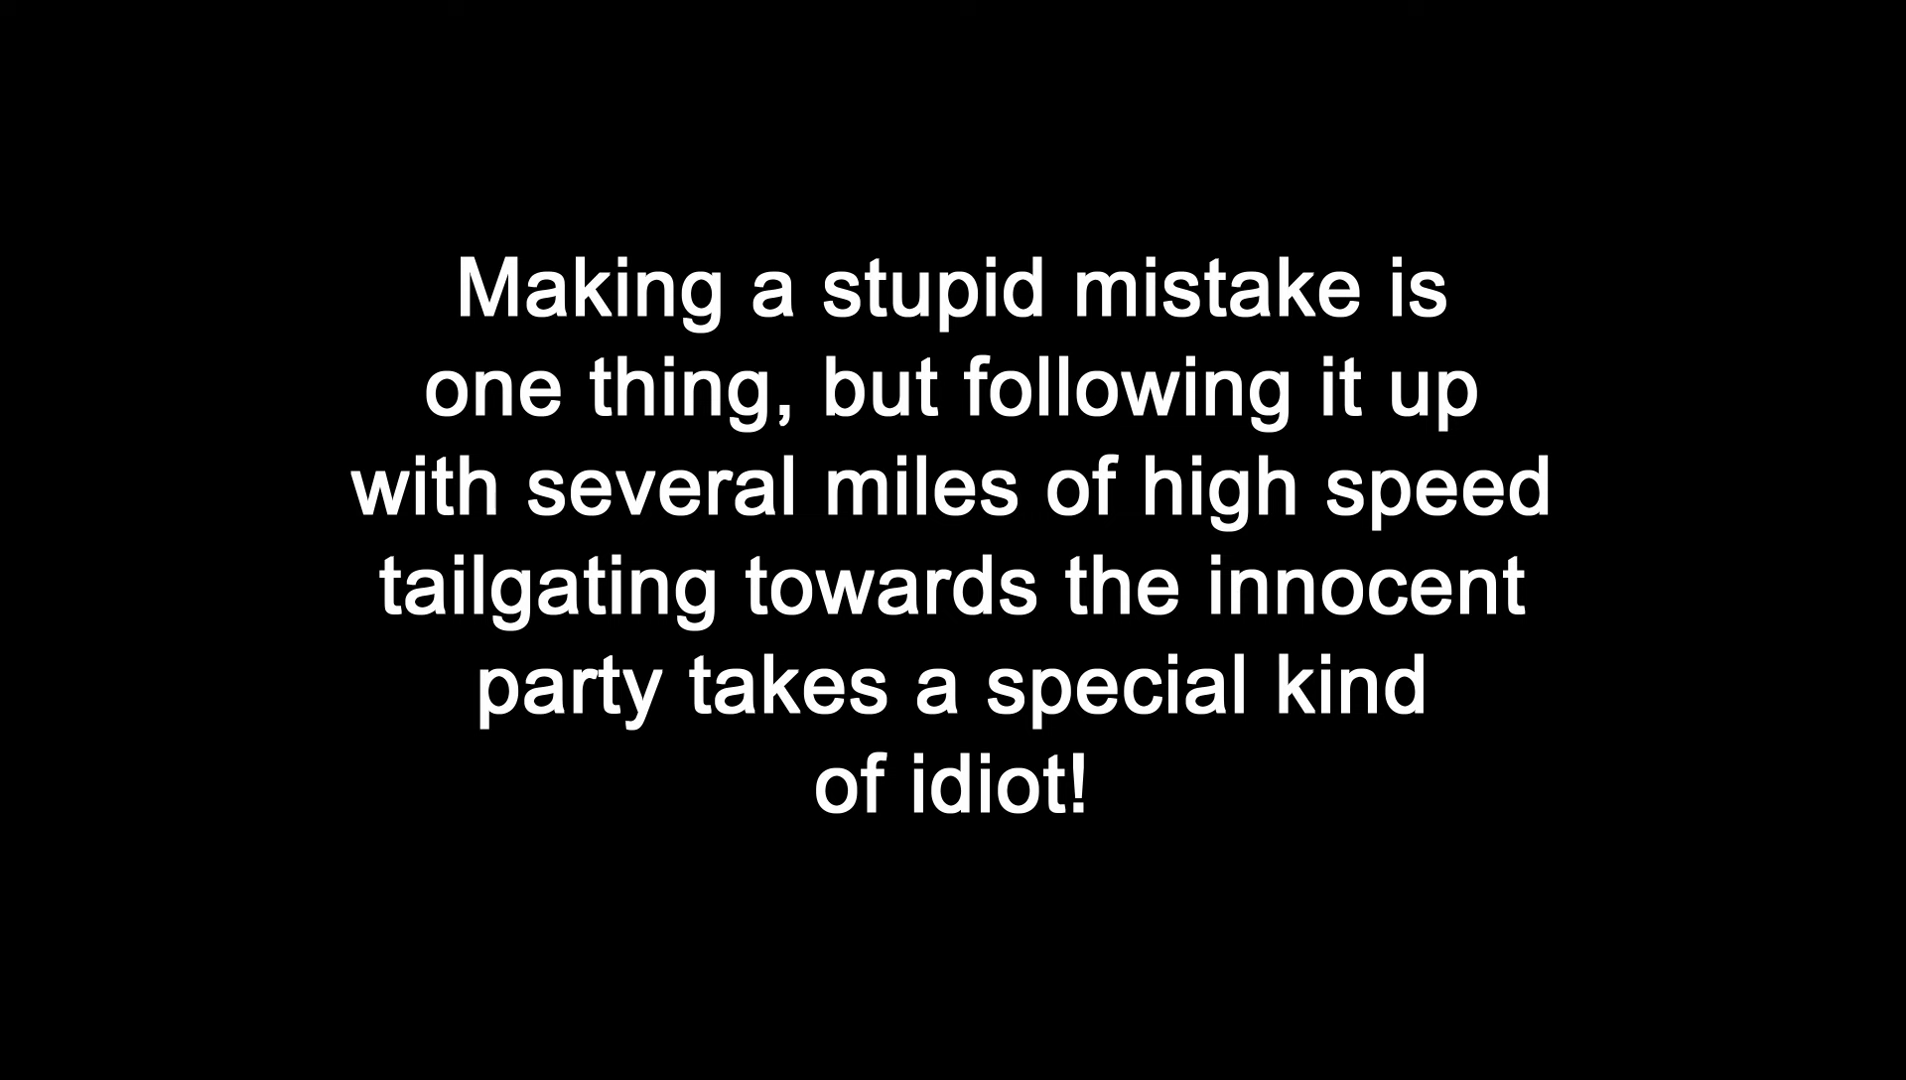 Making a stupid mistake is
one thing, but following it up
with several miles of high speed
tailgating towards the innocent
party takes a special kind
of idiot!